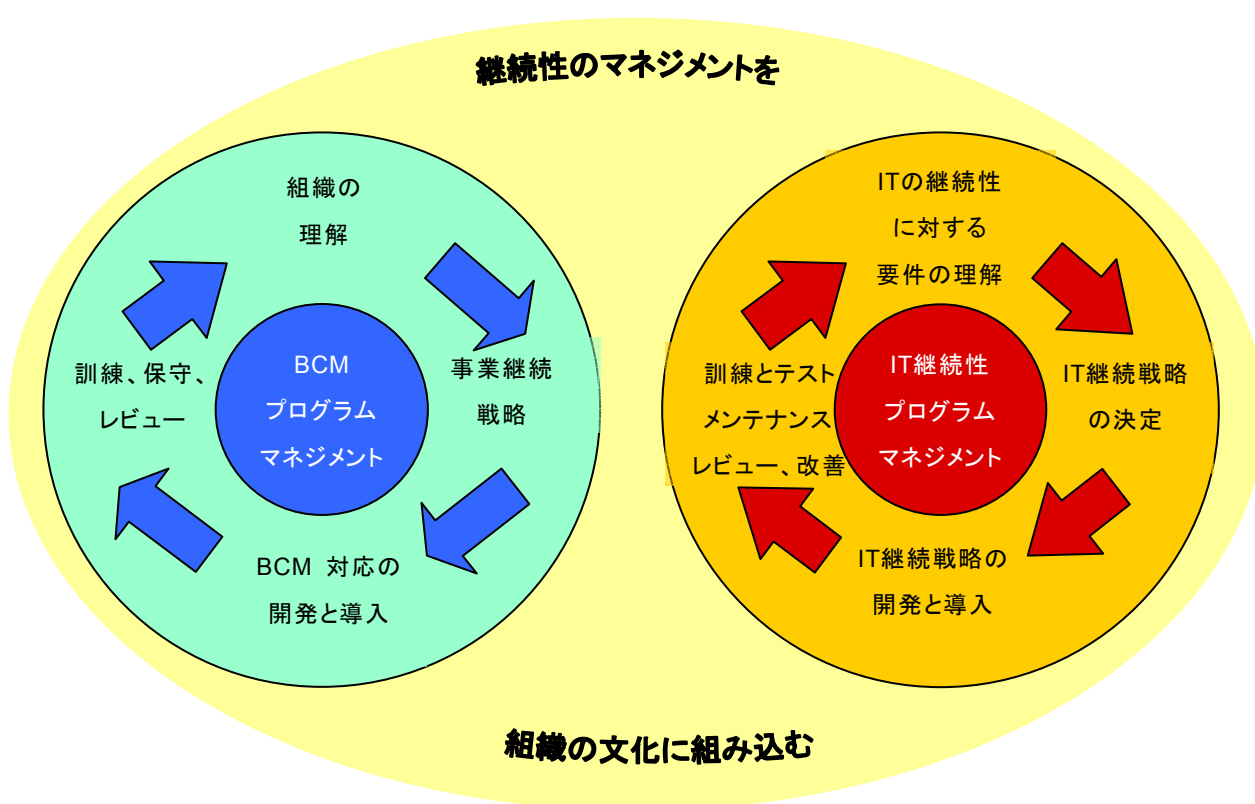 継続性のマネジメントを
組織の
理解
事業継続
戦略
BCM 対応の
開発と導入
訓練、保守、
レビュー
BCM
プログラム
マネジメント
ITの継続性
に対する
要件の理解
IT継続戦略
の決定
IT継続戦略の
開発と導入
訓練とテスト
メンテナンス
レビュー、改善
IT継続性
プログラム
マネジメント
組織の文化に組み込む